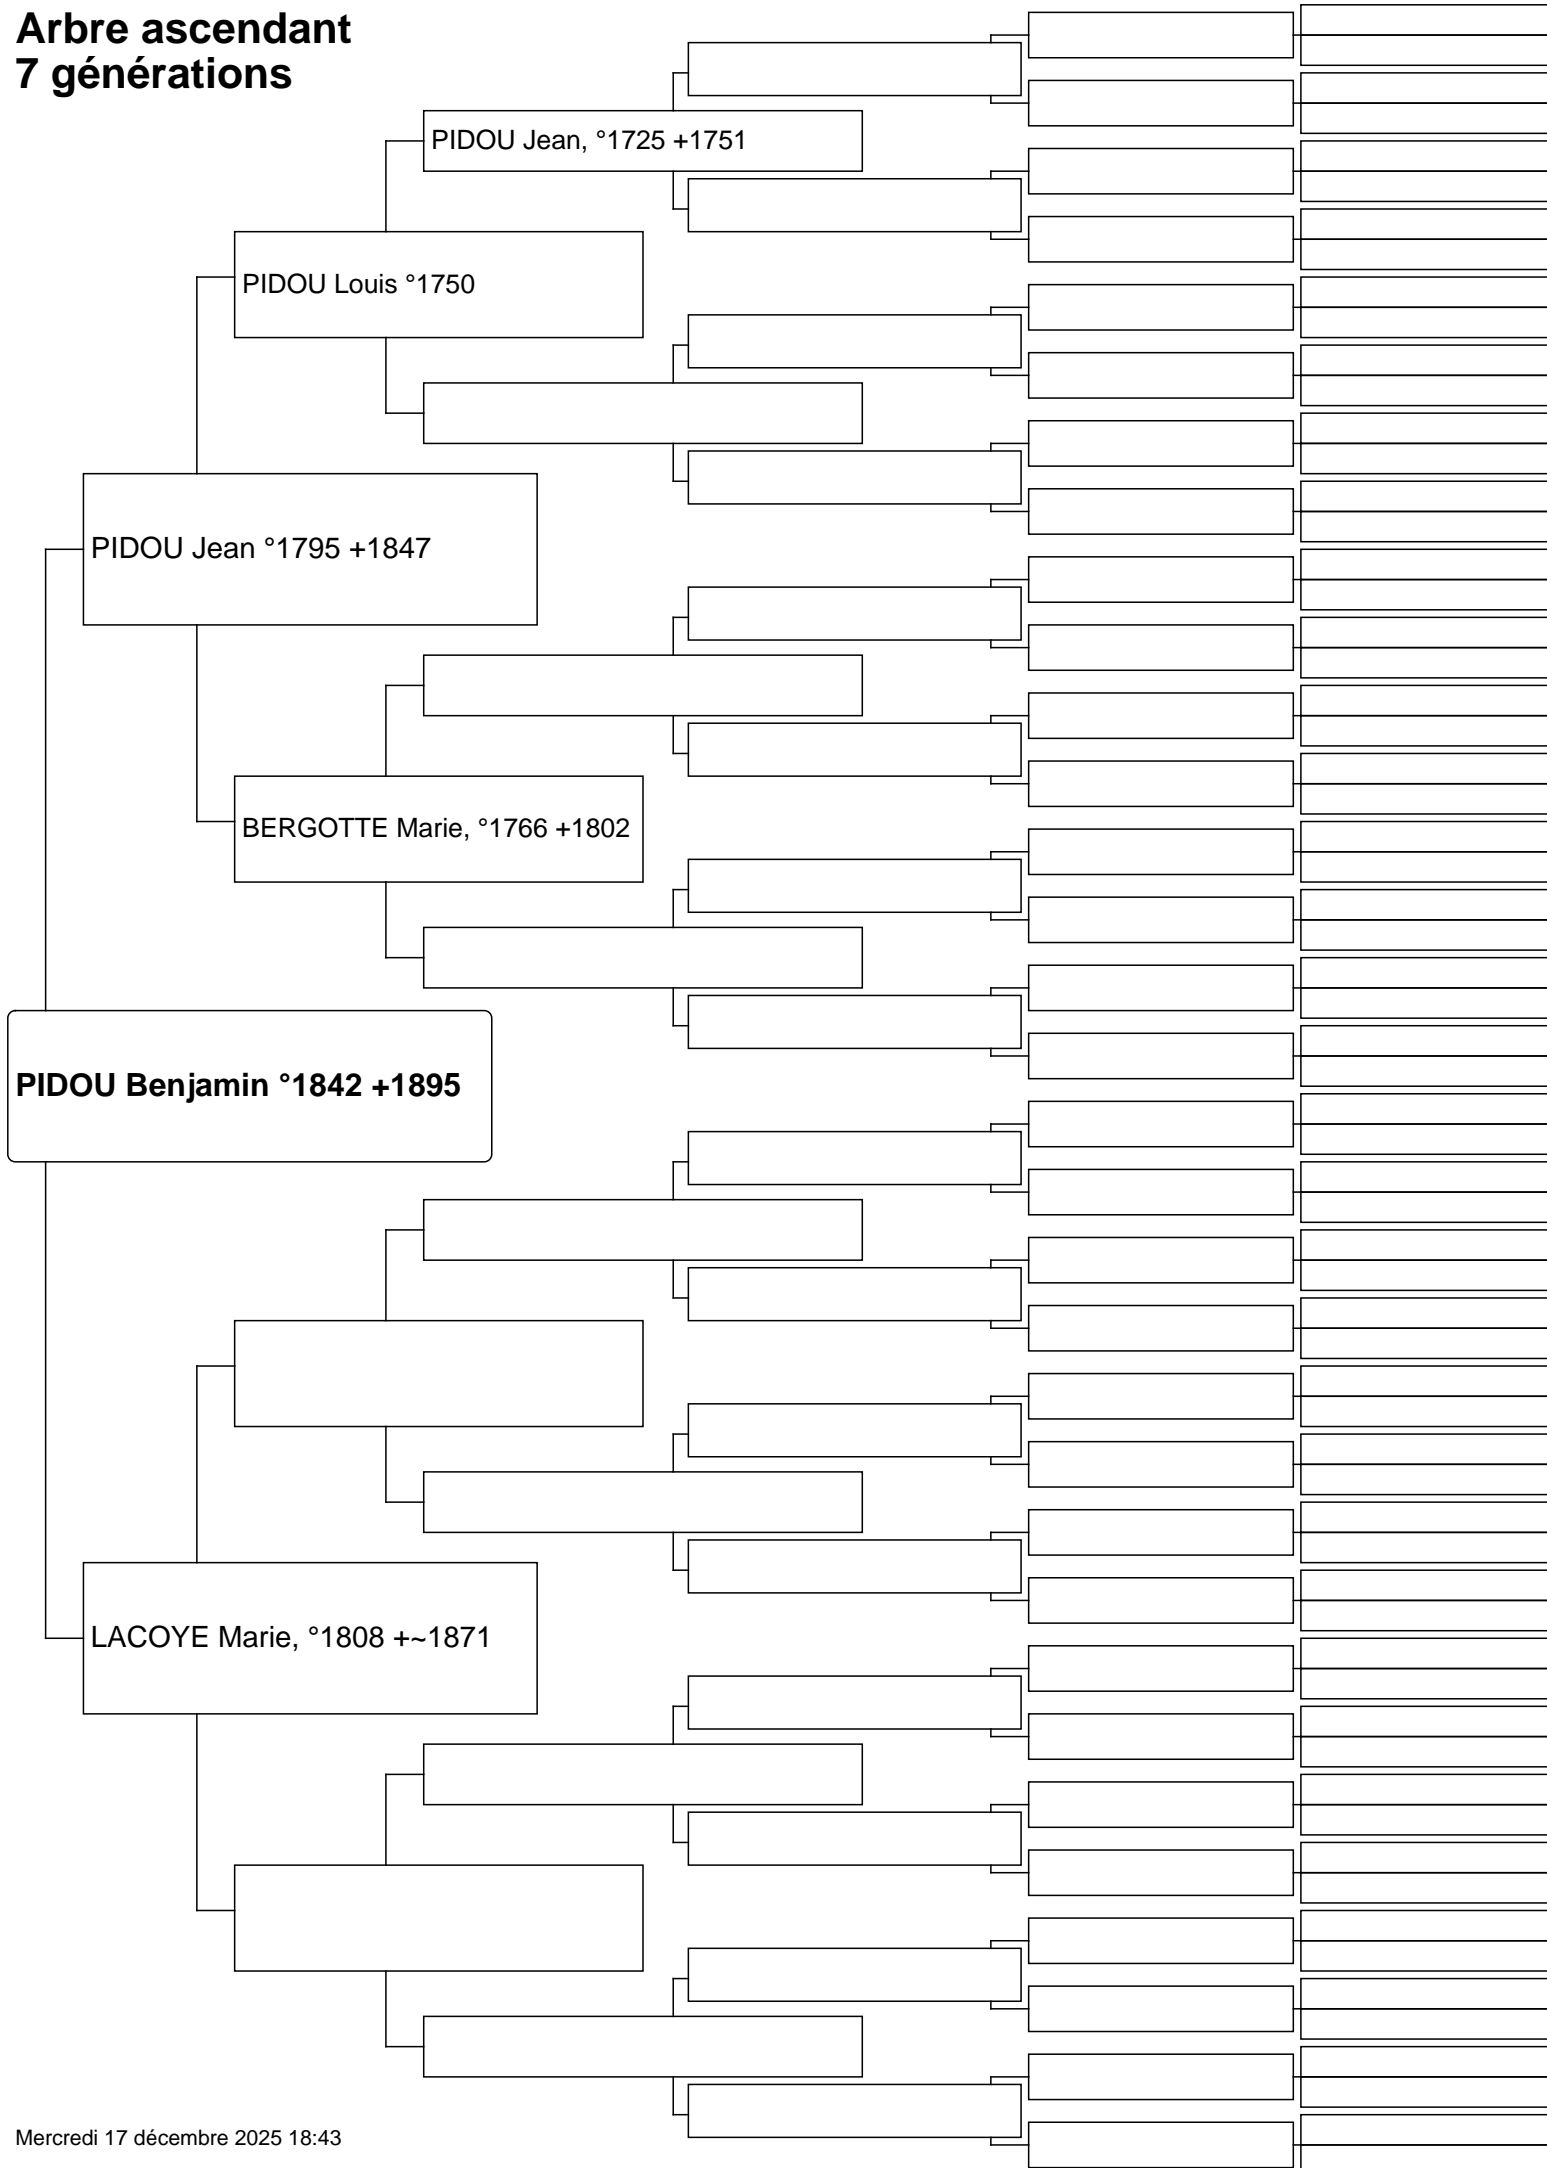 Arbre ascendant
7 générations
PIDOU Jean, °1725 +1751
PIDOU Louis °1750
PIDOU Jean °1795 +1847
BERGOTTE Marie, °1766 +1802
PIDOU Benjamin °1842 +1895
LACOYE Marie, °1808 +~1871
Mercredi 17 décembre 2025 18:43